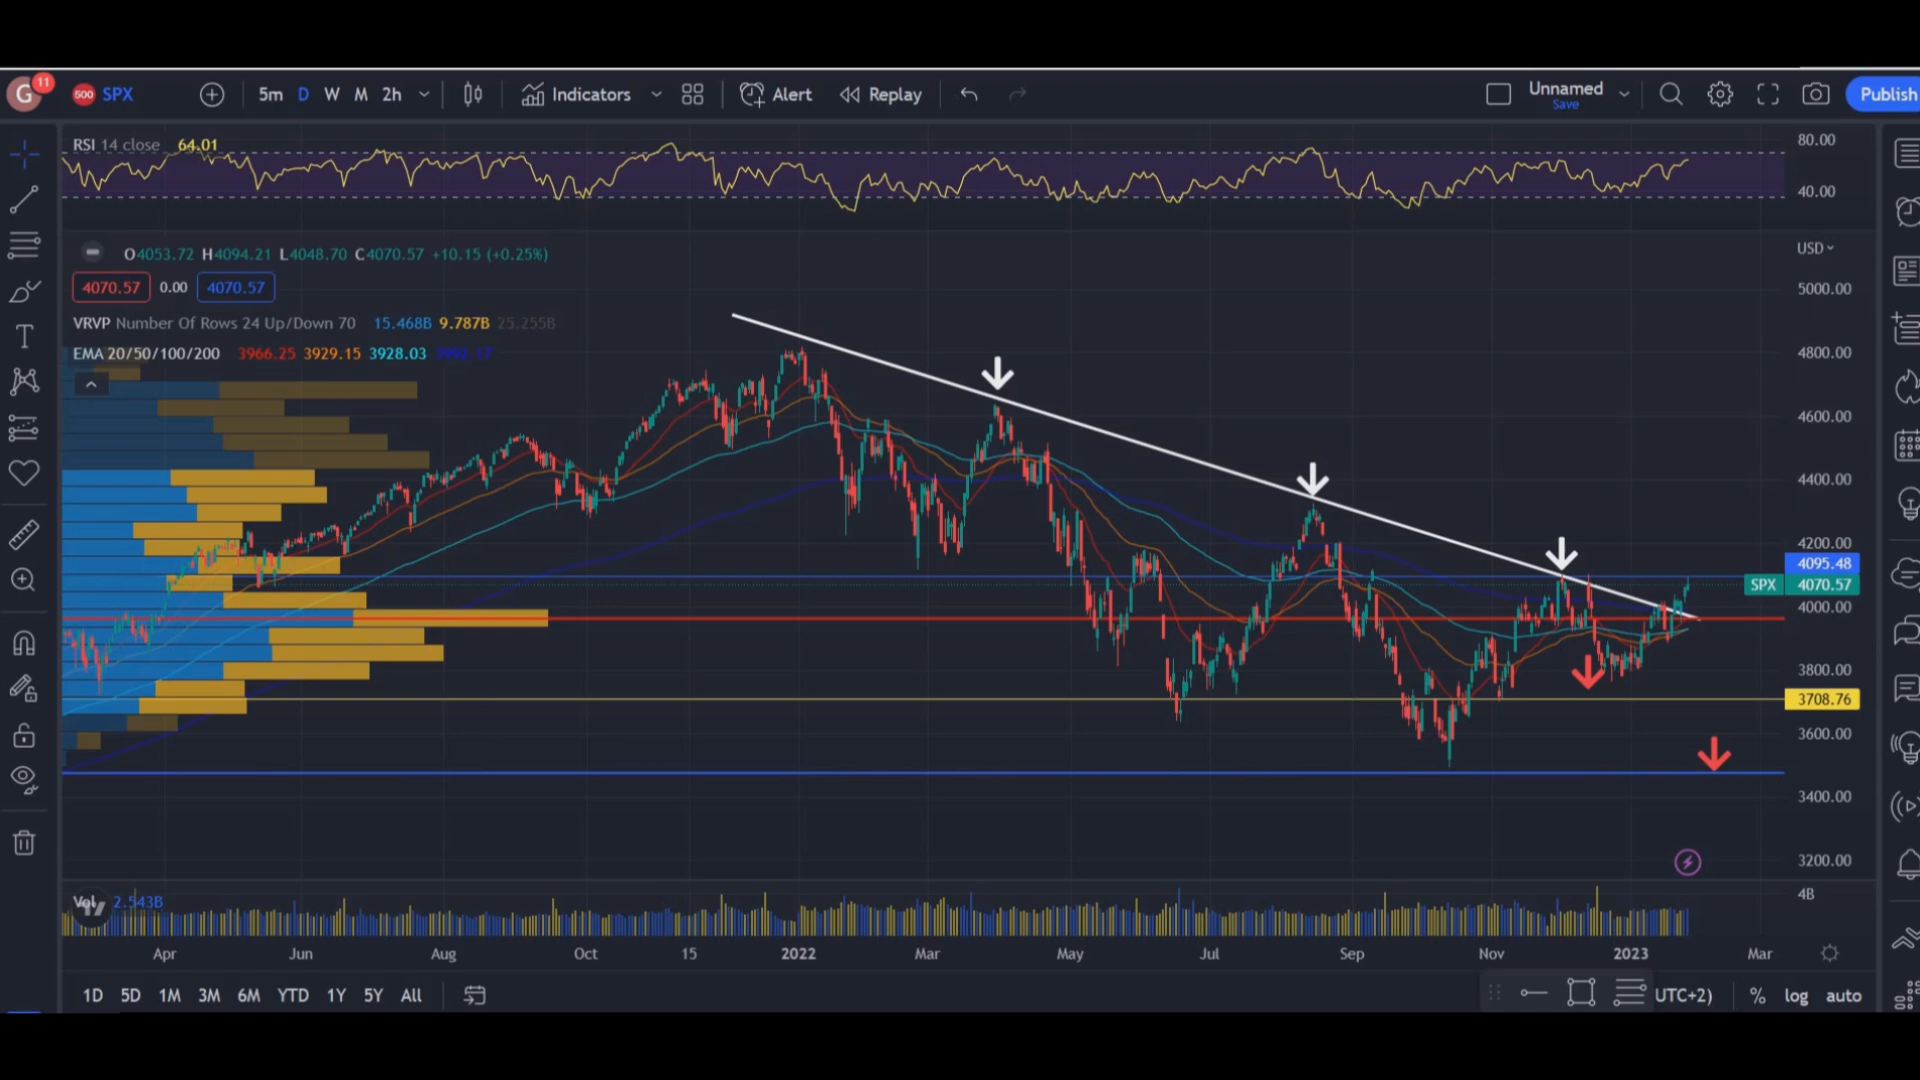 G 11 500 SPX 5m D W M 2h Indicators Alert Replay Unnamed Publish
Save
RSI 14 close 64.01
80.00
40.00
O4053.72 H4094.21 L4048.70 C4070.57 +10.15 (+0.25%)
USD
4070.57 0.00 4070.57
5000.00
VRVP Number Of Rows 24 Up/Down 70 15.468B 9.787B 25.255B
EMA 20/50/100/200 3966.25 3929.15 3928.03 3992.17
4800.00
4600.00
4400.00
4200.00
4095.48
SPX 4070.57
4000.00
3800.00
3708.76
3600.00
3400.00
3200.00
Vol 2.543B
4B
Apr Jun Aug Oct 15 2022 Mar May Jul Sep Nov 2023 Mar
1D 5D 1M 3M 6M YTD 1Y 5Y All UTC+2) % log auto